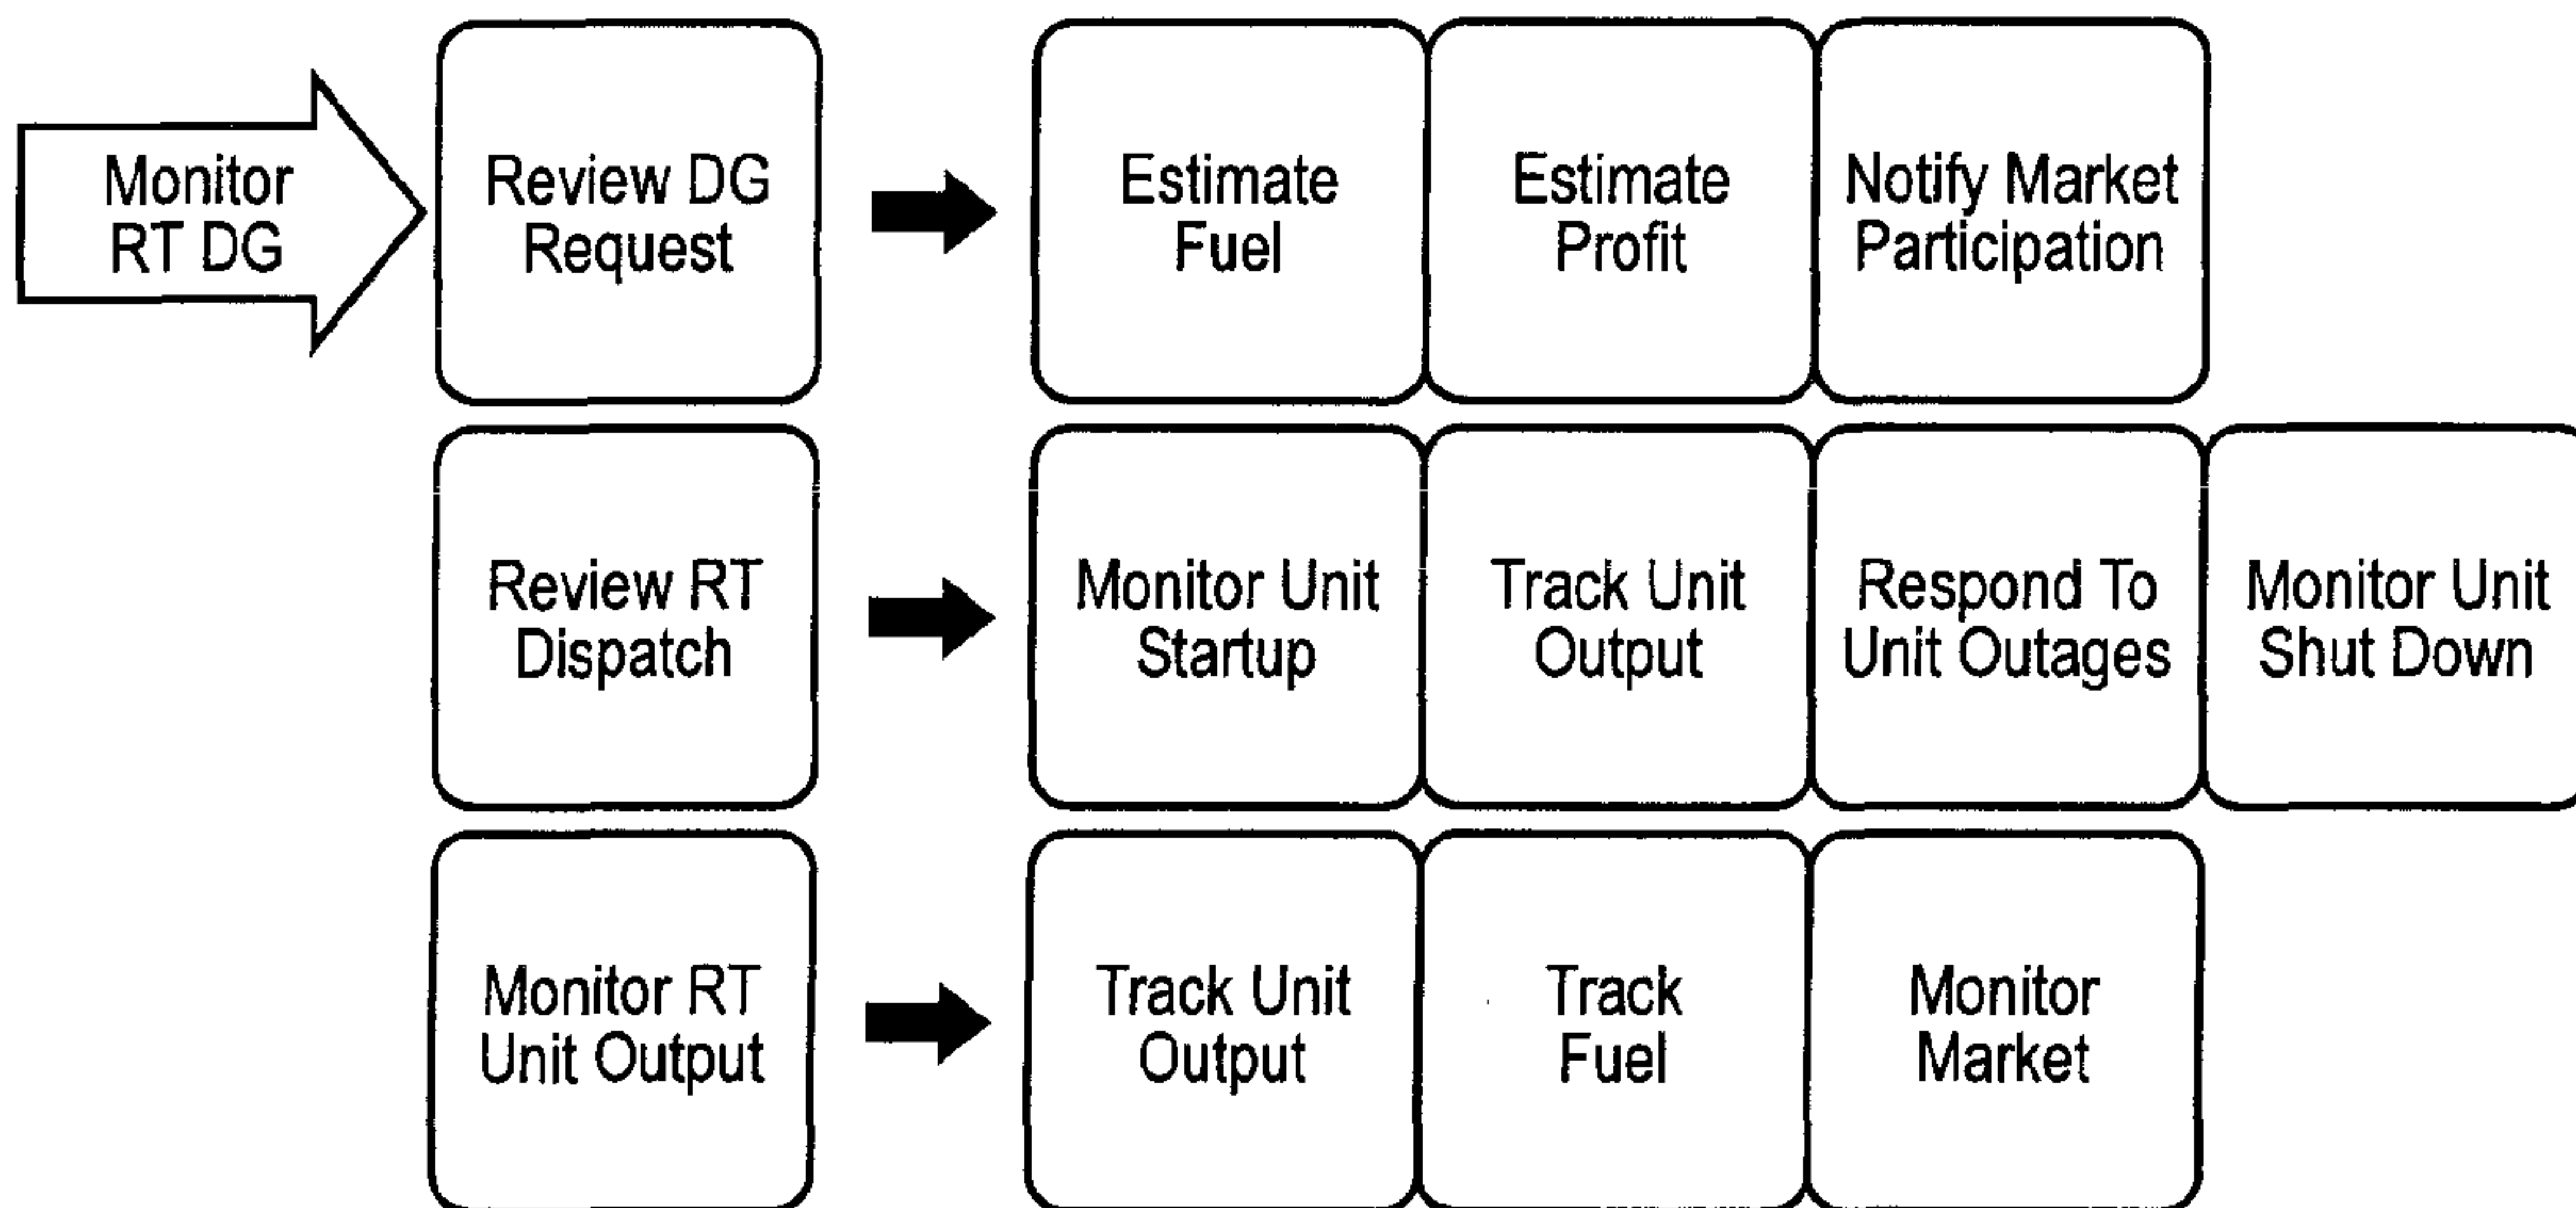 Monitor
RT DG
Review DG
Request
Estimate
Fuel
Estimate
Profit
Notify Market
Participation
Review RT
Dispatch
Monitor Unit
Startup
Track Unit
Output
Respond To
Unit Outages
Monitor Unit
Shut Down
Monitor RT
Unit Output
Track Unit
Output
Track
Fuel
Monitor
Market